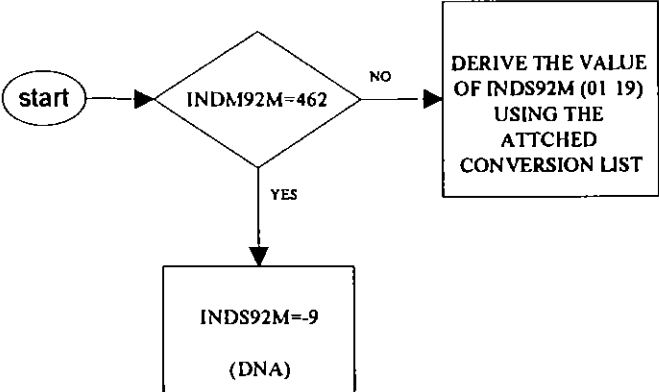 start
INDM92M=462
NO
DERIVE THE VALUE
OF INDS92M (01 19)
USING THE
ATTCHED
CONVERSION LIST
YES
INDS92M=-9
(DNA)